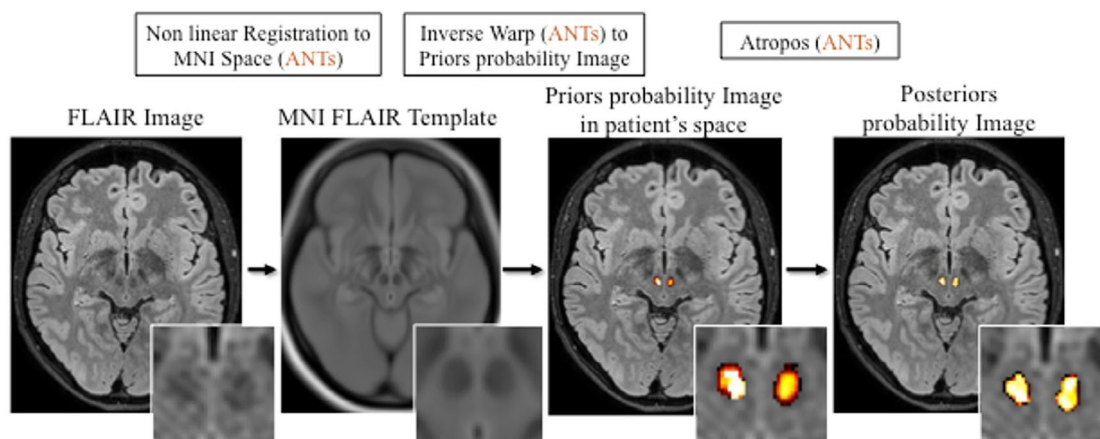 Non linear Registration to
MNI Space (ANTs)
Inverse Warp (ANTs) to
Priors probability Image
Atropos (ANTs)
FLAIR Image
MNI FLAIR Template
Priors probability Image
in patient's space
Posteriors
probability Image